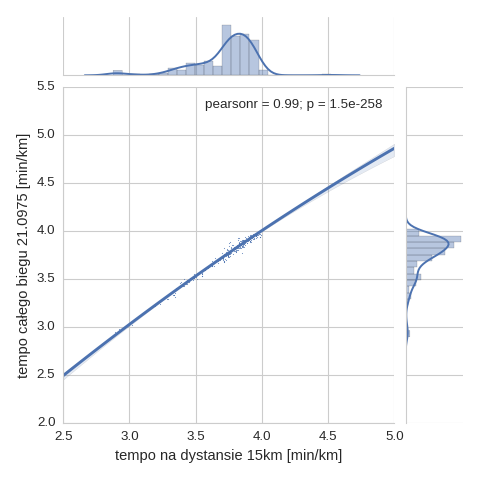 5.5
pearsonr = 0.99; p = 1.5e-258
5.0
4.5
4.0
3.5
3.0
2.5
2.0
tempo całego biegu 21.0975 [min/km]
2.5 3.0 3.5 4.0 4.5 5.0
tempo na dystansie 15km [min/km]